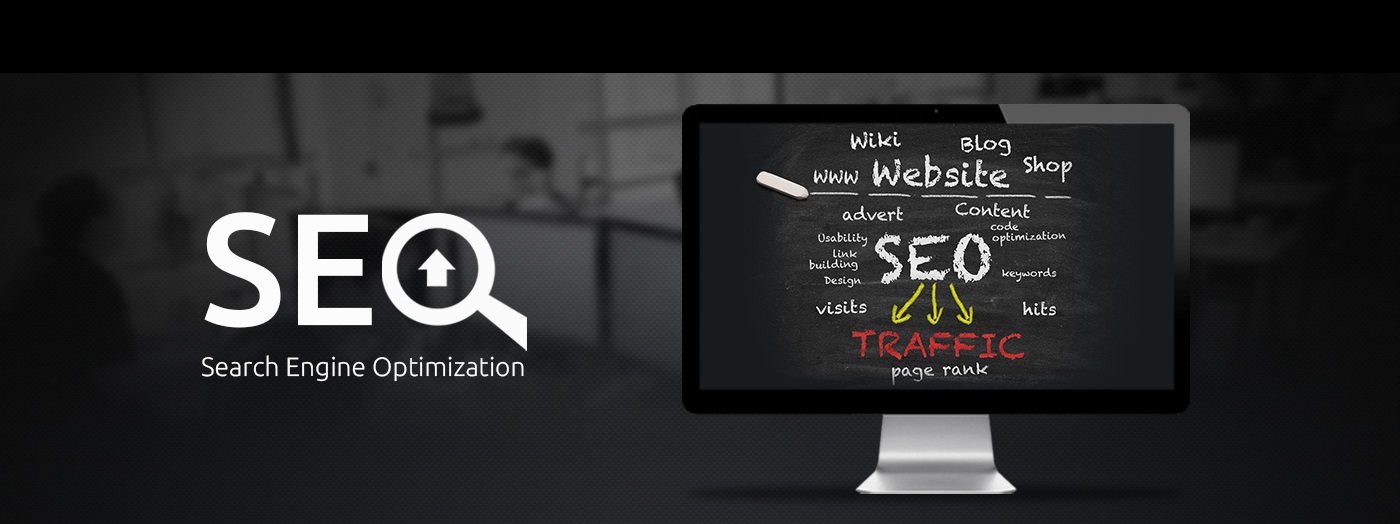 SEO
Search Engine Optimization
Wiki
Blog
www
Website
Shop
advert
Content
code
optimization
Usability
link
building
Design
SEO
keywords
visits
hits
TRAFFIC
page rank